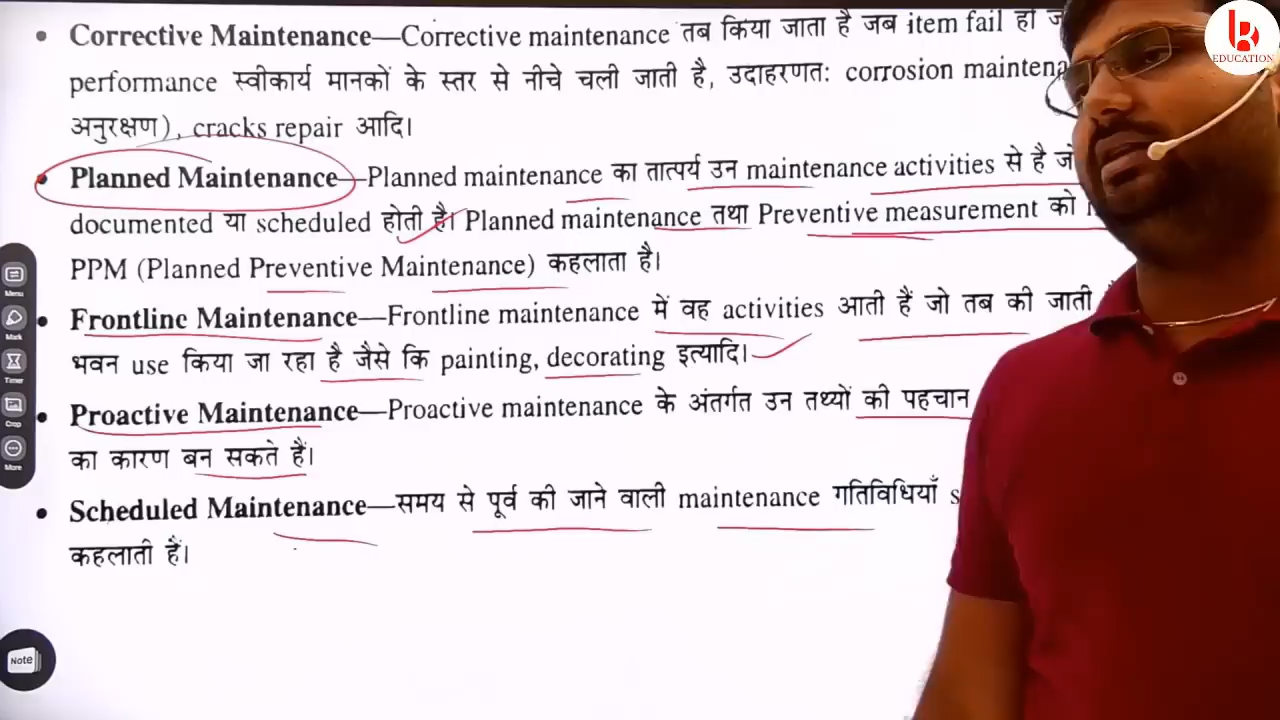 Corrective Maintenance—Corrective maintenance तब किया जाता है जब item fail हो
performance स्वीकार्य मानकों के स्तर से नीचे चली जाती है, उदाहरणतः corrosion
अनुरक्षण), cracks repair आदि।
Planned Maintenance—Planned maintenance का तात्पर्य उन maintenance activities से है जो
documented या scheduled होती है। Planned maintenance तथा Preventive measurement को
PPM (Planned Preventive Maintenance) कहलाता है।
Frontline Maintenance—Frontline maintenance में वह activities आती हैं जो तब की जाती
भवन use किया जा रहा है जैसे कि painting, decorating इत्यादि।
Proactive Maintenance—Proactive maintenance के अंतर्गत उन तथ्यों की पहचान
का कारण बन सकते हैं।
Scheduled Maintenance—समय से पूर्व की जाने वाली maintenance गतिविधियाँ
कहलाती हैं।
EDUCATION
Menu
Mark
Timer
Crop
More
Note